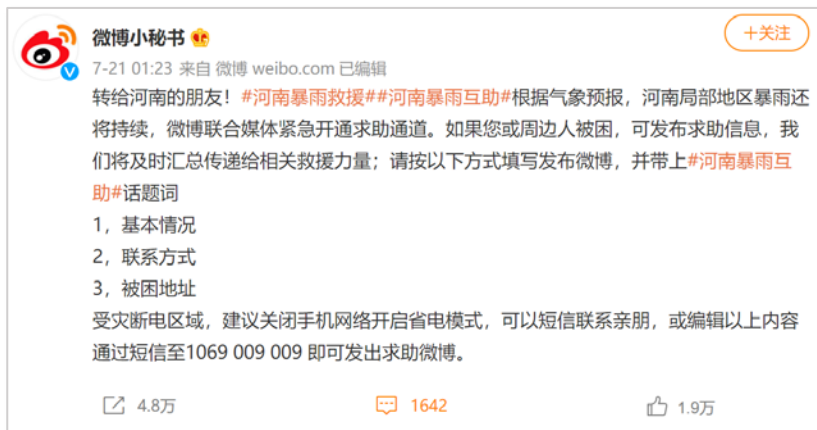 微博小秘书
+关注
7-21 01:23 来自 微博 weibo.com 已编辑
转给河南的朋友！#河南暴雨救援##河南暴雨互助#根据气象预报，河南局部地区暴雨还
将持续，微博联合媒体紧急开通求助通道。如果您或周边人被困，可发布求助信息，我
们将及时汇总传递给相关救援力量；请按以下方式填写发布微博，并带上#河南暴雨互
助#话题词
1，基本情况
2，联系方式
3，被困地址
受灾断电区域，建议关闭手机网络开启省电模式，可以短信联系亲朋，或编辑以上内容
通过短信至1069 009 009 即可发出求助微博。
4.8万
1642
1.9万